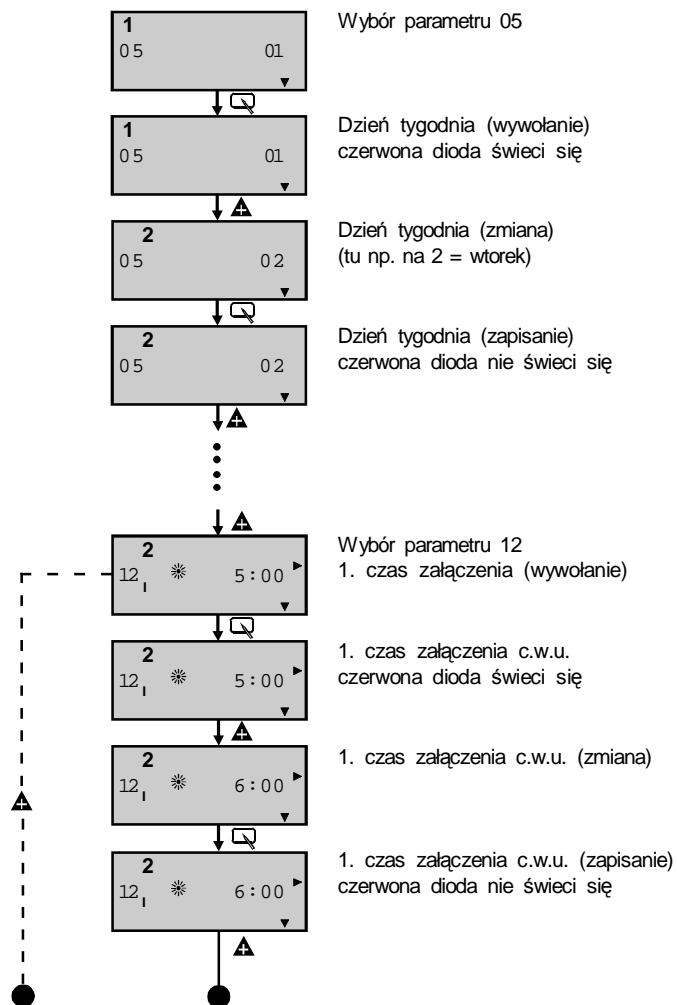 1
05 01
Wybór parametru 05
1
05 01
Dzień tygodnia (wywołanie)
czerwona dioda świeci się
2
05 02
Dzień tygodnia (zmiana)
(tu np. na 2 = wtorek)
2
05 02
Dzień tygodnia (zapisanie)
czerwona dioda nie świeci się
2
12 5:00
Wybór parametru 12
1. czas załączenia (wywołanie)
2
12 5:00
1. czas załączenia c.w.u.
czerwona dioda świeci się
2
12 6:00
1. czas załączenia c.w.u. (zmiana)
2
12 6:00
1. czas załączenia c.w.u. (zapisanie)
czerwona dioda nie świeci się